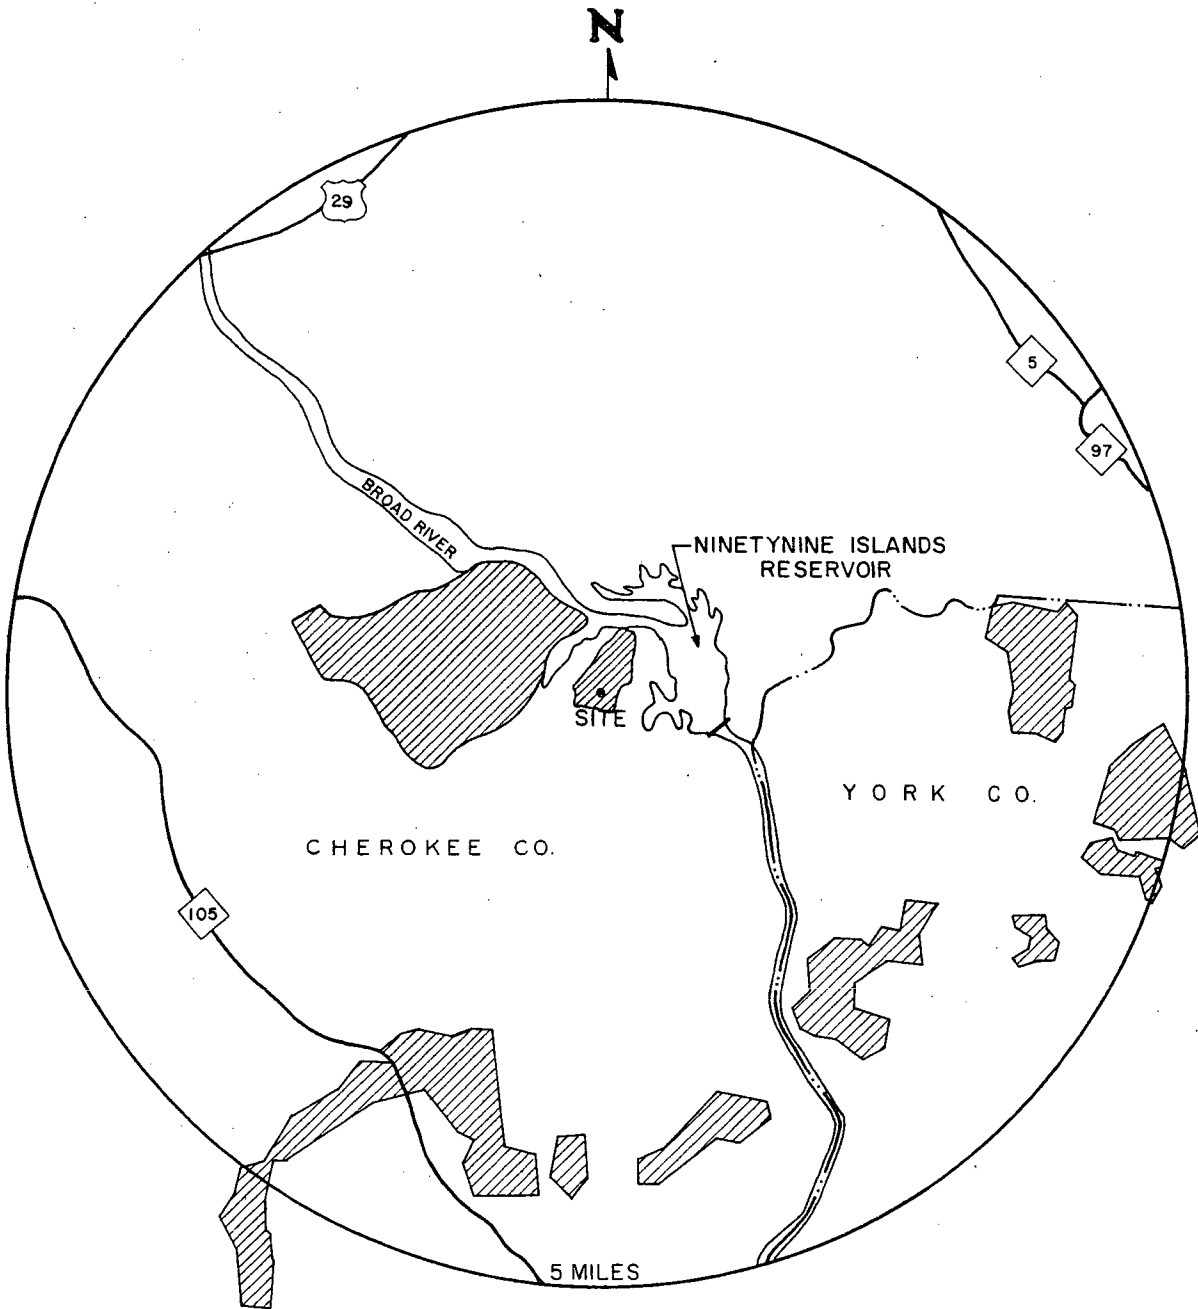 N
29
5
97
BROAD RIVER
NINETYNINE ISLANDS
RESERVOIR
SITE
YORK CO.
CHEROKEE CO.
105
5 MILES